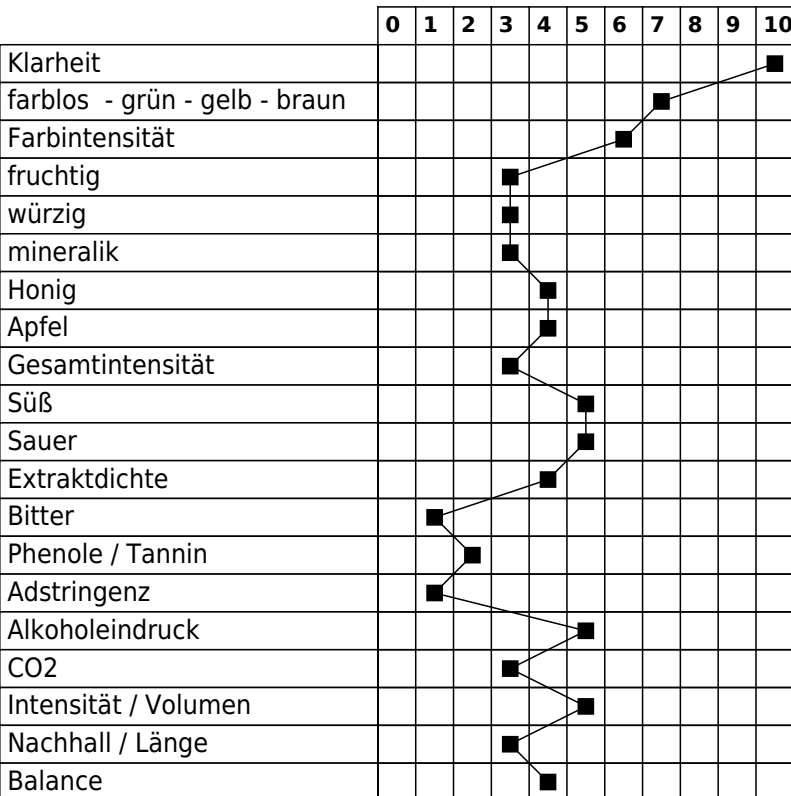 0 1 2 3 4 5 6 7 8 9 10
Klarheit
farblos - grün - gelb - braun
Farbintensität
fruchtig
würzig
mineralik
Honig
Apfel
Gesamtintensität
Süß
Sauer
Extraktdichte
Bitter
Phenole / Tannin
Adstringenz
Alkoholeindruck
CO2
Intensität / Volumen
Nachhall / Länge
Balance